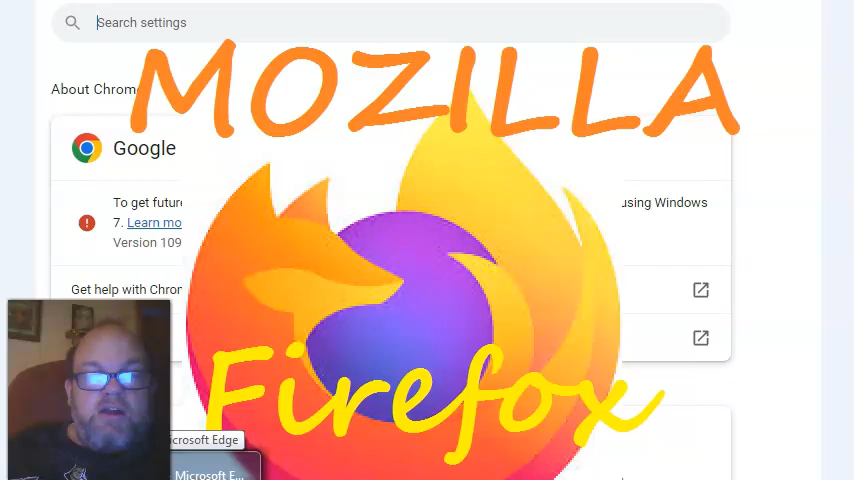 Search settings
MOZILLA
About Chrom
Google
To get future
using Windows
7. Learn mo
Version 109
Get help with Chrom
Firefox
icrosoft Edge
Microsoft E...